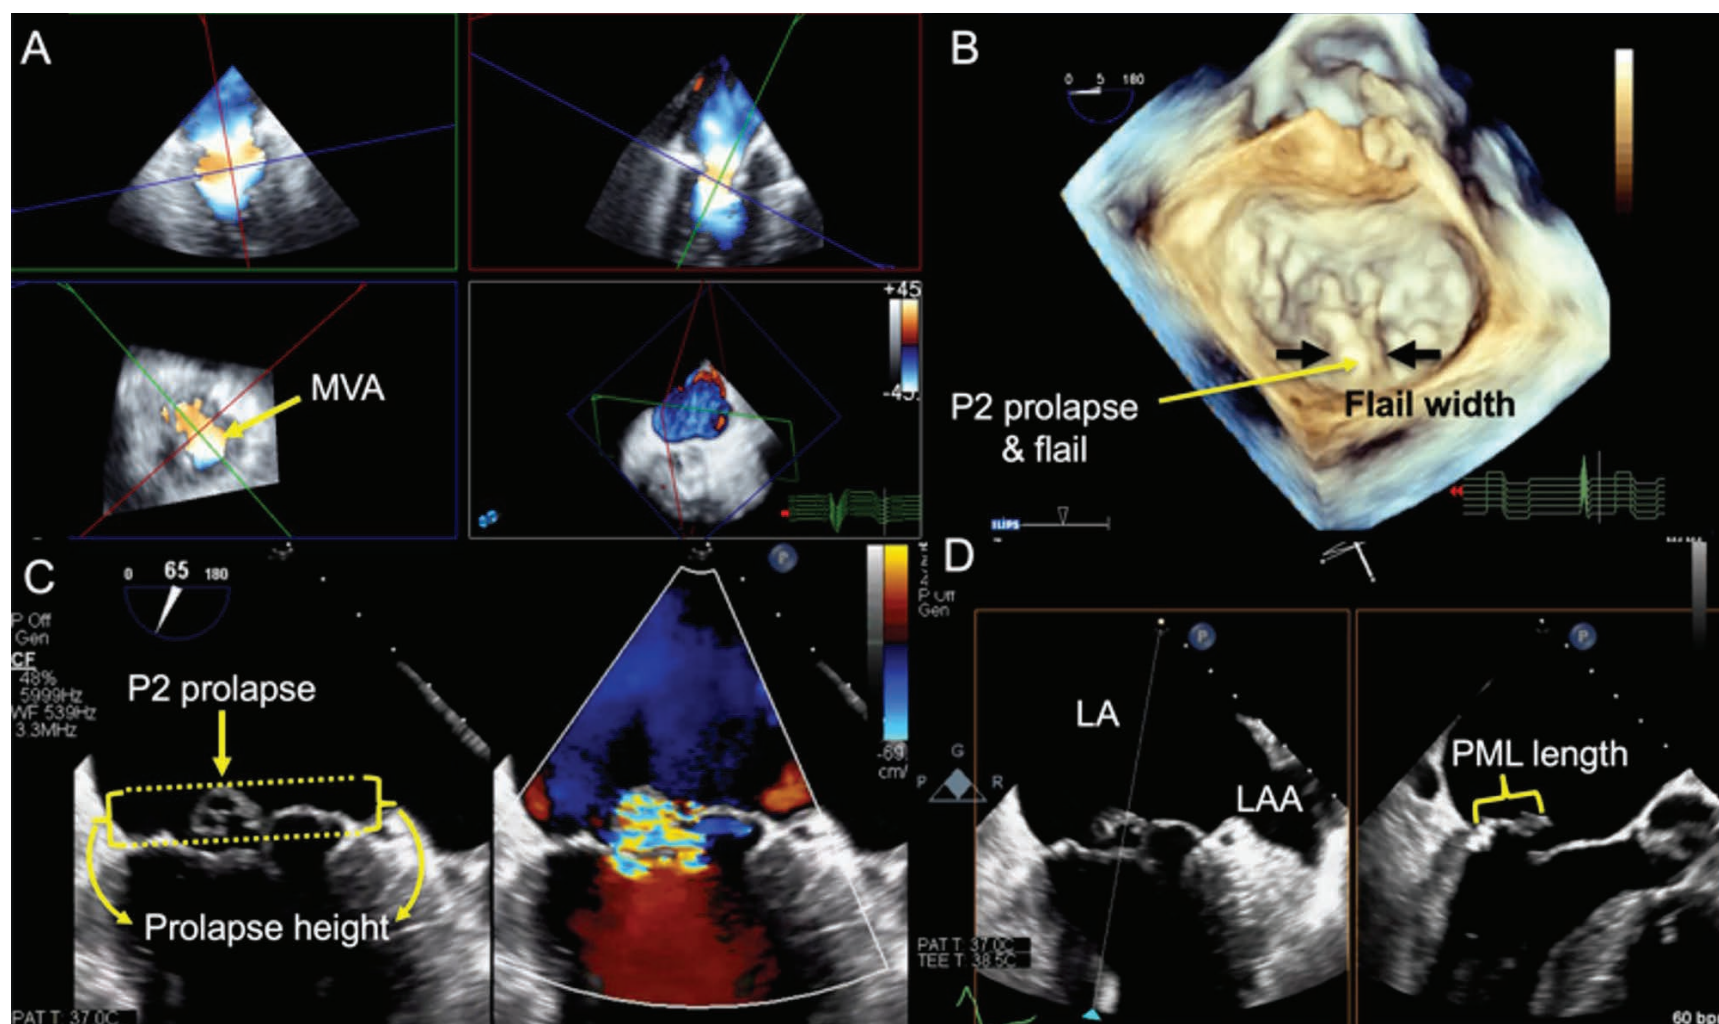 A
+45
-45.
MVA
B
0 5 180
P2 prolapse
& flail
Flail width
C
0 65 180
P Off
Gen
CF
48%
5999Hz
WF 539Hz
3.3MHz
P2 prolapse
Prolapse height
PAT T: 37.0C
P
-69.
cm/
D
P Off
Gen
P
P
LA
LAA
G
P R
PML length
PAT T: 37.0C
TEE T: 38.5C
60 bpm